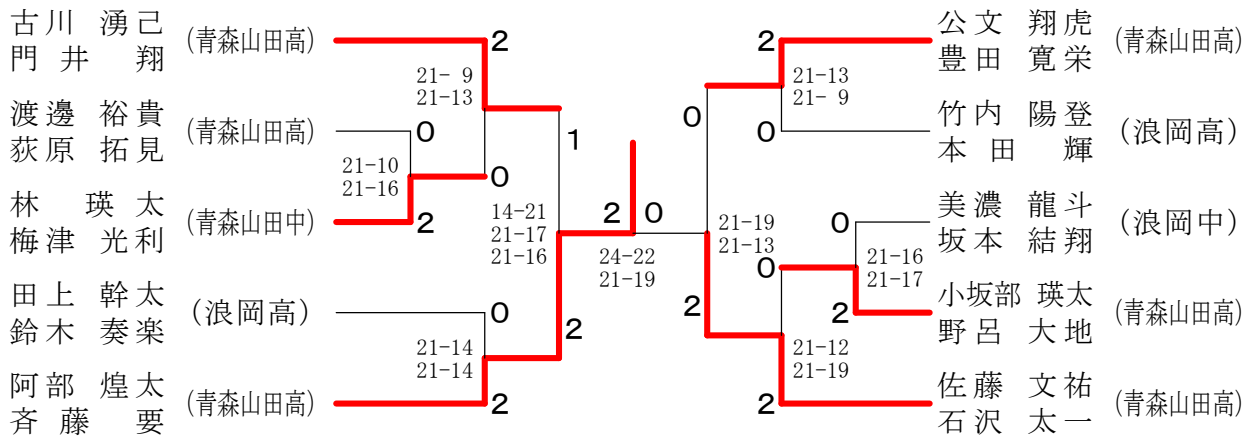 古川 湧己
門井 翔
(青森山田高)
2
21- 9
21-13
渡邊 裕貴
荻原 拓見
(青森山田高)
0
1
21-10
21-16
0
林 瑛太
梅津 光利
(青森山田中)
2
14-21
21-17
21-16
田上 幹太
鈴木 奏楽
(浪岡高)
0
2
21-14
21-14
阿部 煌太
斉藤 要
(青森山田高)
2
2
0
24-22
21-19
公文 翔虎
豊田 寛栄
(青森山田高)
2
21-13
21- 9
0
竹内 陽登
本田 輝
(浪岡高)
0
21-19
21-13
美濃 龍斗
坂本 結翔
(浪岡中)
0
21-16
21-17
0
小坂部 瑛太
野呂 大地
(青森山田高)
2
2
21-12
21-19
佐藤 文祐
石沢 太一
(青森山田高)
2